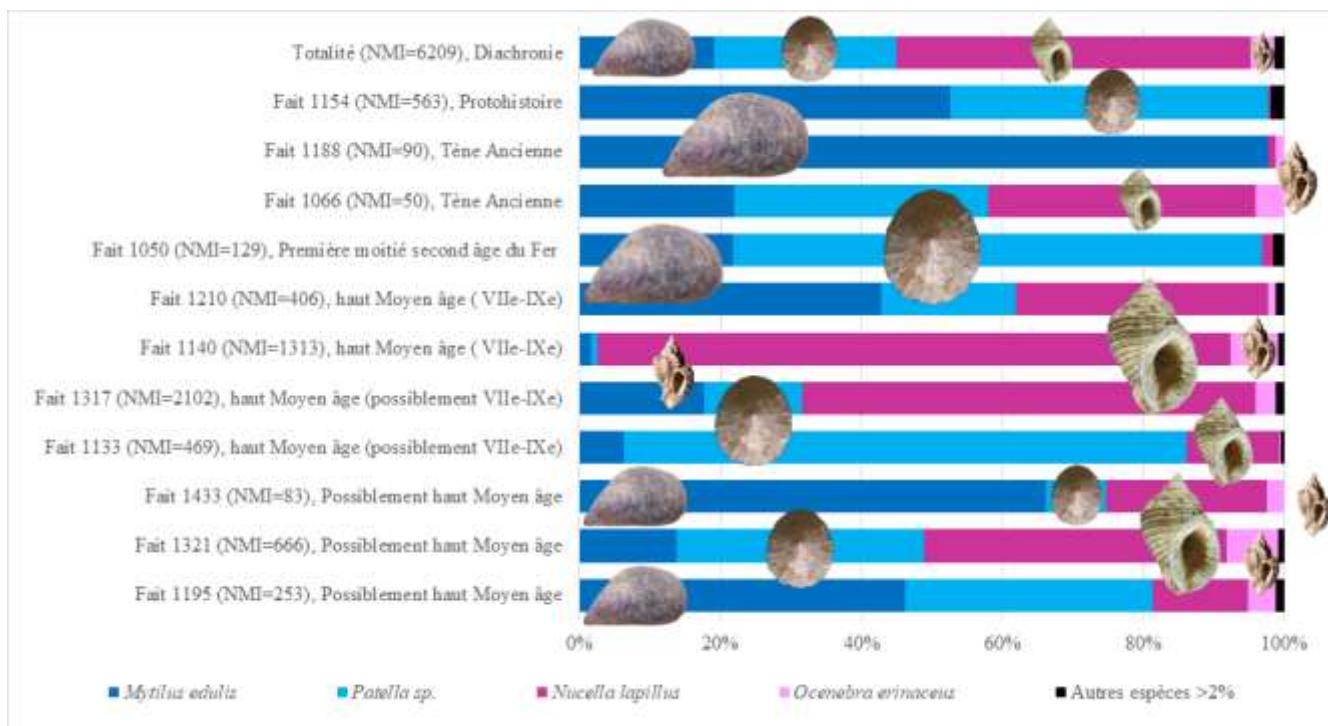 Totalité (NMI=6209), Diachronie
Fait 1154 (NMI=563), Protohistoire
Fait 1188 (NMI=90), Tène Ancienne
Fait 1066 (NMI=50), Tène Ancienne
Fait 1050 (NMI=129), Première moitié second âge du Fer
Fait 1210 (NMI=406), haut Moyen âge ( VIIe-IXe)
Fait 1140 (NMI=1313), haut Moyen âge ( VIIe-IXe)
Fait 1317 (NMI=2102), haut Moyen âge (possiblement VIIe-IXe)
Fait 1133 (NMI=469), haut Moyen âge (possiblement VIIe-IXe)
Fait 1433 (NMI=83), Possiblement haut Moyen âge
Fait 1321 (NMI=666), Possiblement haut Moyen âge
Fait 1195 (NMI=253), Possiblement haut Moyen âge
0% 20% 40% 60% 80% 100%
Mytilus edulis Patella sp. Nucella lapillus Ocenebra erinaceus Autres espèces >2%